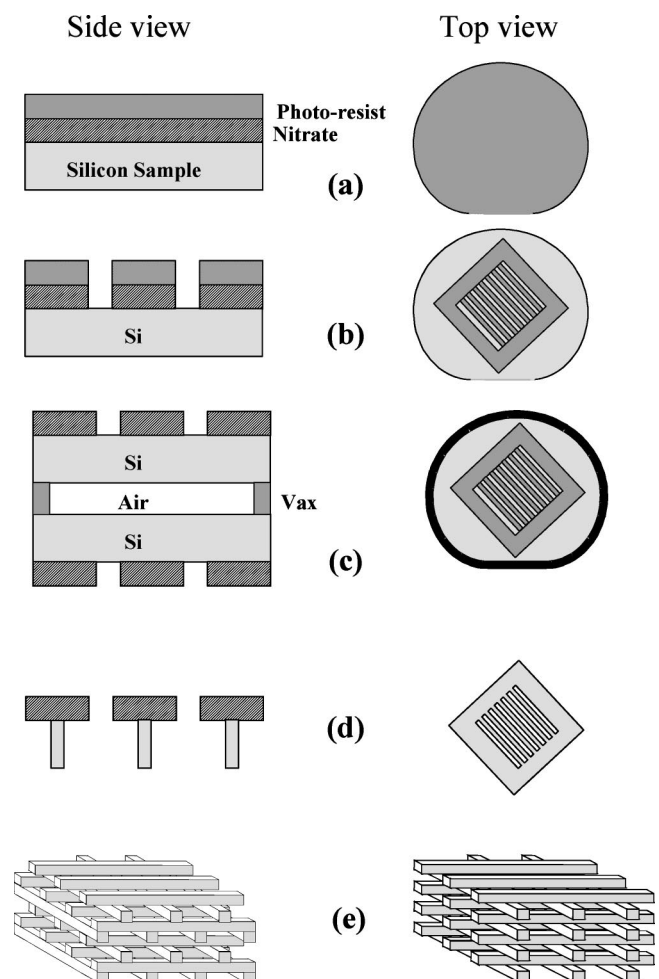 Side view
Top view
Photo-resist
Nitrate
Silicon Sample
(a)
Si
(b)
Si
Air
Vax
Si
(c)
(d)
(e)